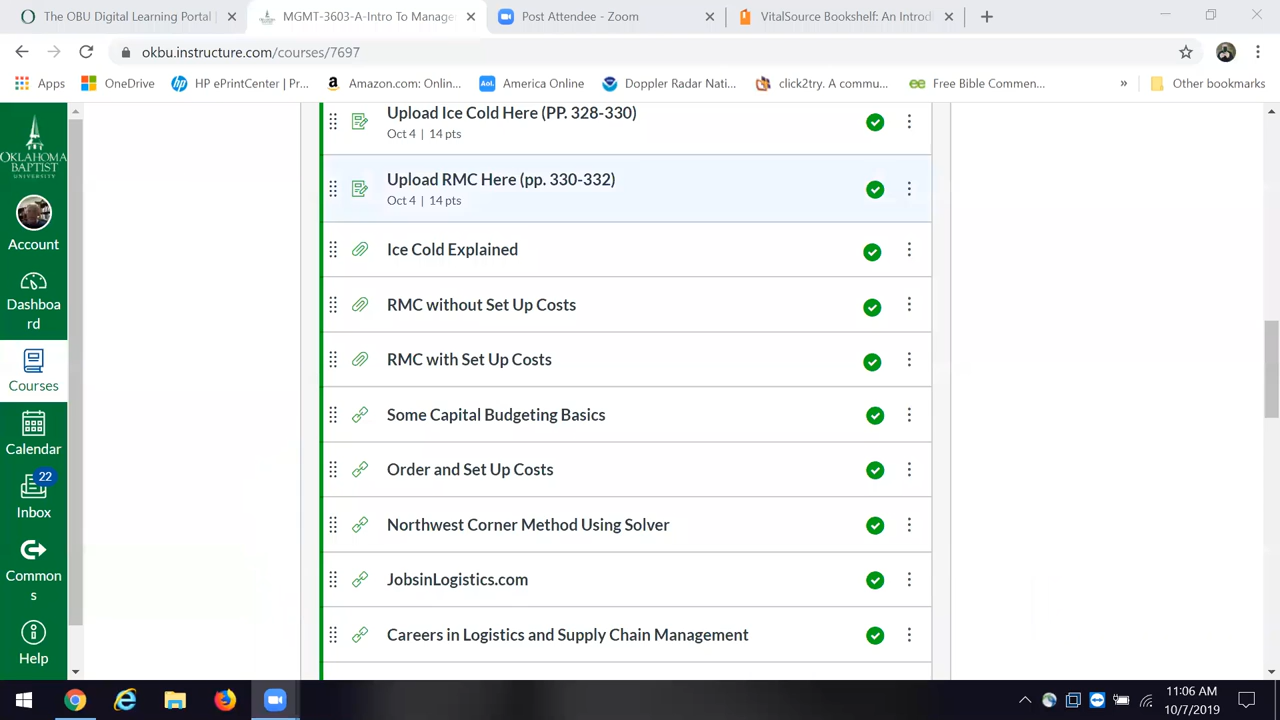 The OBU Digital Learning Portal |
MGMT-3603-A-Intro To Manage
Post Attendee - Zoom
VitalSource Bookshelf: An Introd
okbu.instructure.com/courses/7697
Apps
OneDrive
HP ePrintCenter | Pr...
Amazon.com: Onlin...
America Online
Doppler Radar Nati...
click2try. A commu...
Free Bible Commen...
»
Other bookmarks
OKLAHOMA
BAPTIST
UNIVERSITY
Account
Dashboa
rd
Courses
Calendar
22
Inbox
Common
s
Help
Upload Ice Cold Here (PP. 328-330)
Oct 4 | 14 pts
Upload RMC Here (pp. 330-332)
Oct 4 | 14 pts
Ice Cold Explained
RMC without Set Up Costs
RMC with Set Up Costs
Some Capital Budgeting Basics
Order and Set Up Costs
Northwest Corner Method Using Solver
JobsinLogistics.com
Careers in Logistics and Supply Chain Management
11:06 AM
10/7/2019